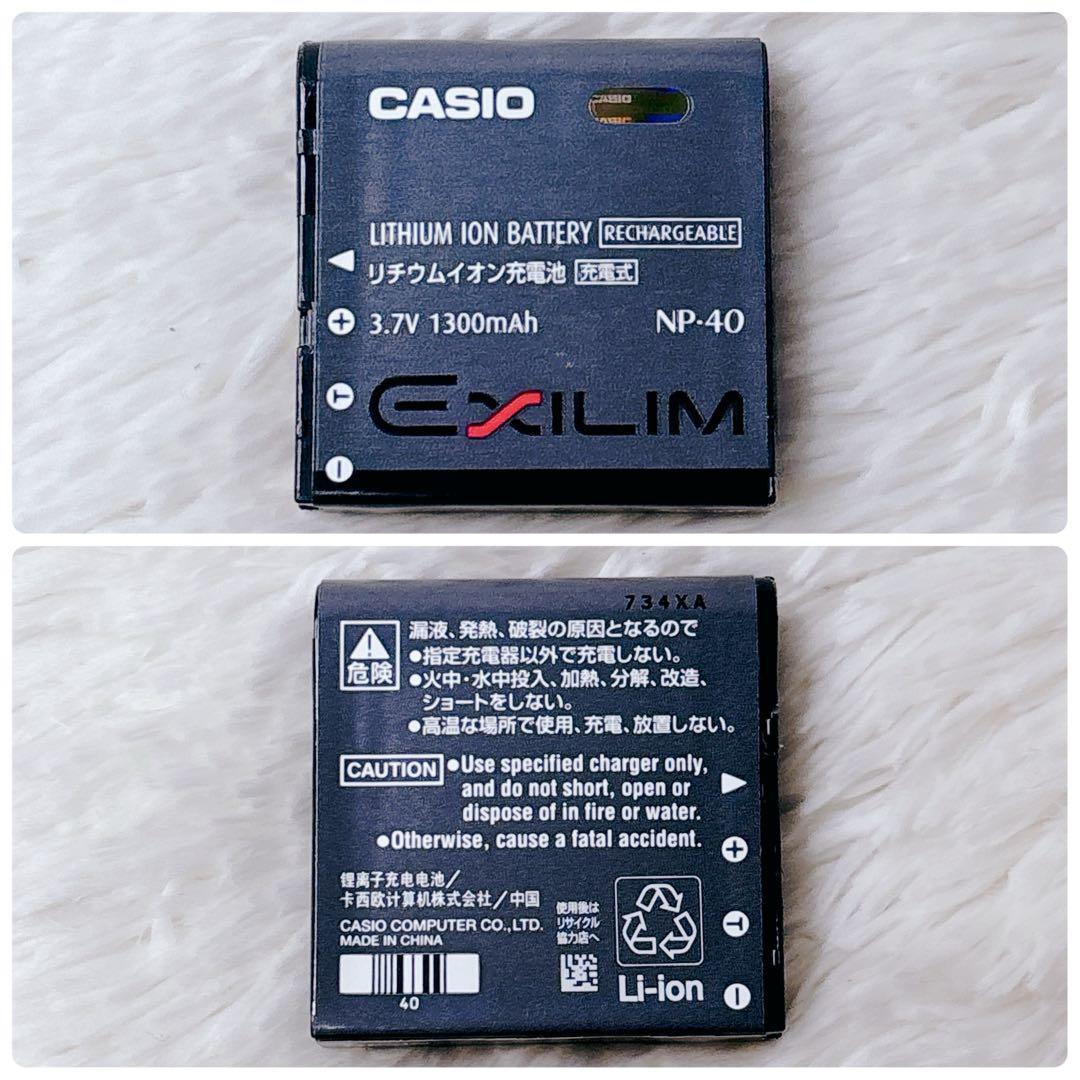 CASIO
CASIO
LITHIUM ION BATTERY RECHARGEABLE
リチウムイオン充電池 充電式
+ 3.7V 1300mAh NP-40
T
EXILIM
−
734XA
危険
漏液、発熱、破裂の原因となるので
●指定充電器以外で充電しない。
●火中・水中投入、加熱、分解、改造、
ショートをしない。
●高温な場所で使用、充電、放置しない。
CAUTION ●Use specified charger only,
and do not short, open or
dispose of in fire or water.
●Otherwise, cause a fatal accident.
+
锂离子充电电池/
卡西欧计算机株式会社/中国
CASIO COMPUTER CO.,LTD.
MADE IN CHINA
40
使用後は
リサイクル
協力店へ
T
Li-ion
−